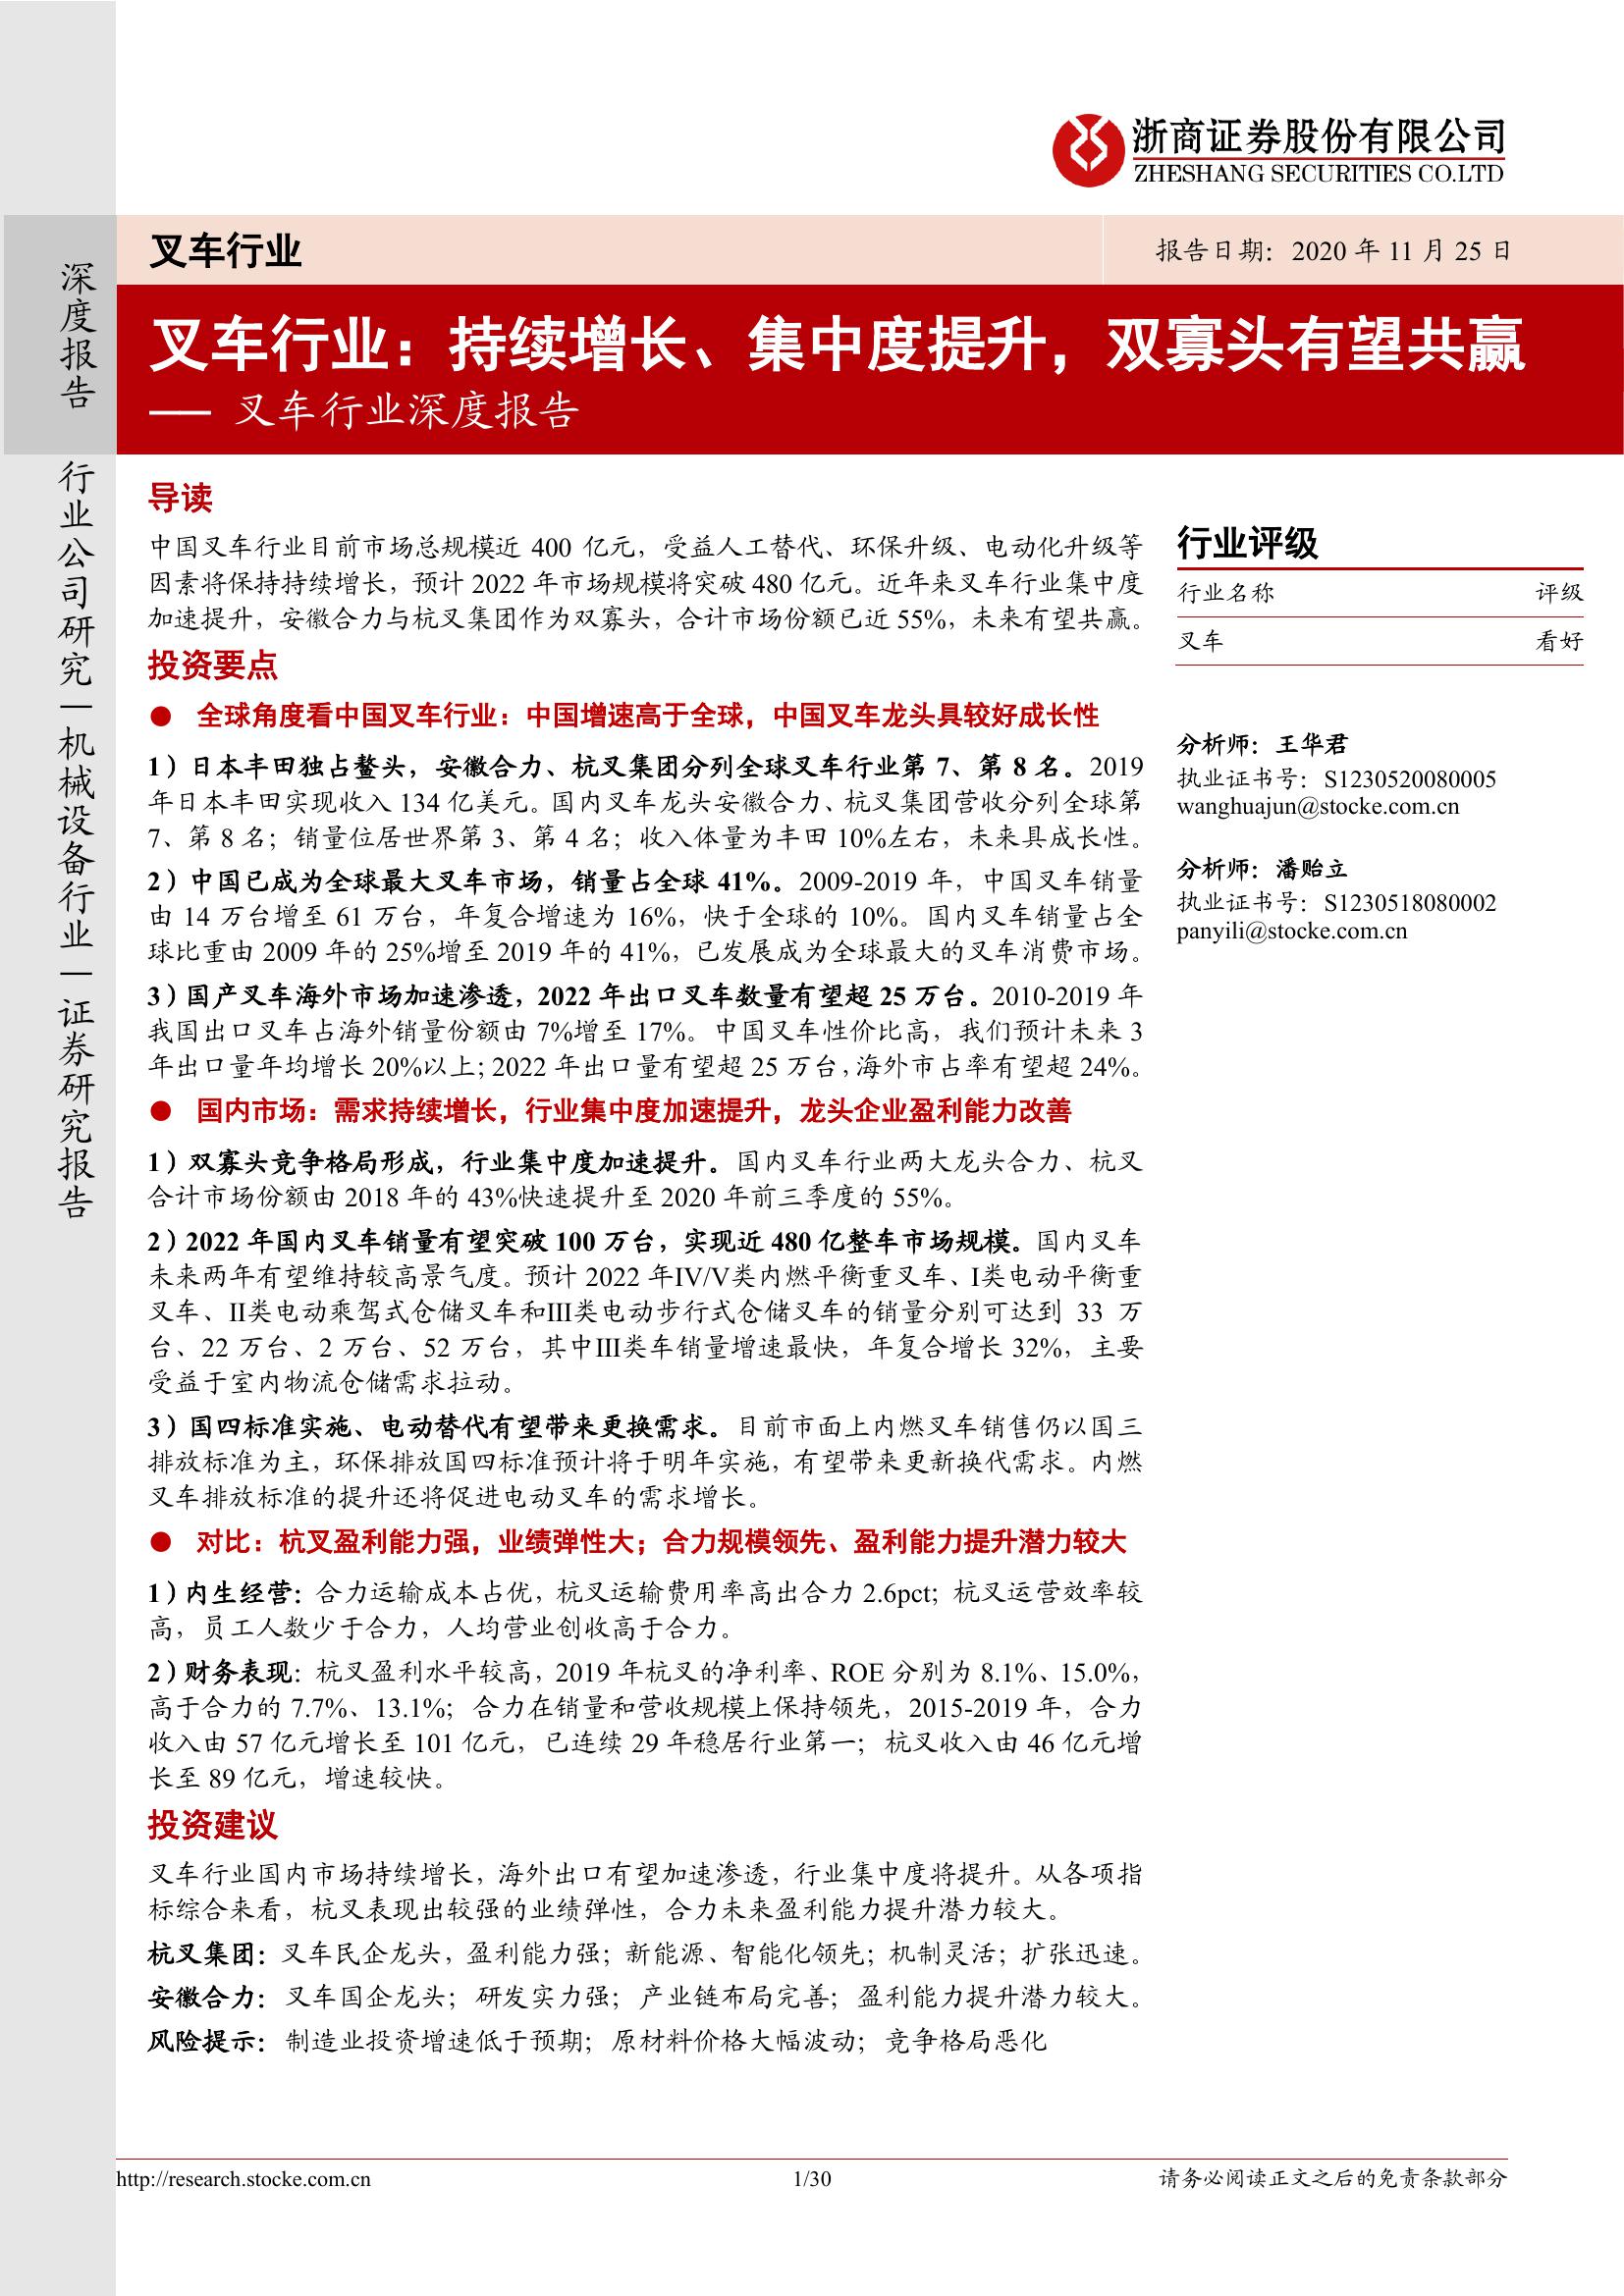 浙商证券股份有限公司
ZHESHANG SECURITIES CO.LTD
深度报告
行业公司研究—机械设备行业—证券研究报告
叉车行业
报告日期：2020 年 11 月 25 日
叉车行业：持续增长、集中度提升，双寡头有望共赢
—— 叉车行业深度报告
导读
中国叉车行业目前市场总规模近 400 亿元，受益人工替代、环保升级、电动化升级等
因素将保持持续增长，预计 2022 年市场规模将突破 480 亿元。近年来叉车行业集中度
加速提升，安徽合力与杭叉集团作为双寡头，合计市场份额已近 55%，未来有望共赢。
投资要点
● 全球角度看中国叉车行业：中国增速高于全球，中国叉车龙头具较好成长性
1）日本丰田独占鳌头，安徽合力、杭叉集团分列全球叉车行业第 7、第 8 名。2019
年日本丰田实现收入 134 亿美元。国内叉车龙头安徽合力、杭叉集团营收分列全球第
7、第 8 名；销量位居世界第 3、第 4 名；收入体量为丰田 10%左右，未来具成长性。
2）中国已成为全球最大叉车市场，销量占全球 41%。2009-2019 年，中国叉车销量
由 14 万台增至 61 万台，年复合增速为 16%，快于全球的 10%。国内叉车销量占全
球比重由 2009 年的 25%增至 2019 年的 41%，已发展成为全球最大的叉车消费市场。
3）国产叉车海外市场加速渗透，2022 年出口叉车数量有望超 25 万台。2010-2019 年
我国出口叉车占海外销量份额由 7%增至 17%。中国叉车性价比高，我们预计未来 3
年出口量年均增长 20%以上；2022 年出口量有望超 25 万台，海外市占率有望超 24%。
● 国内市场：需求持续增长，行业集中度加速提升，龙头企业盈利能力改善
1）双寡头竞争格局形成，行业集中度加速提升。国内叉车行业两大龙头合力、杭叉
合计市场份额由 2018 年的 43%快速提升至 2020 年前三季度的 55%。
2）2022 年国内叉车销量有望突破 100 万台，实现近 480 亿整车市场规模。国内叉车
未来两年有望维持较高景气度。预计 2022 年IV/V类内燃平衡重叉车、I类电动平衡重
叉车、II类电动乘驾式仓储叉车和III类电动步行式仓储叉车的销量分别可达到 33 万
台、22 万台、2 万台、52 万台，其中III类车销量增速最快，年复合增长 32%，主要
受益于室内物流仓储需求拉动。
3）国四标准实施、电动替代有望带来更换需求。目前市面上内燃叉车销售仍以国三
排放标准为主，环保排放国四标准预计将于明年实施，有望带来更新换代需求。内燃
叉车排放标准的提升还将促进电动叉车的需求增长。
● 对比：杭叉盈利能力强，业绩弹性大；合力规模领先、盈利能力提升潜力较大
1）内生经营：合力运输成本占优，杭叉运输费用率高出合力 2.6pct；杭叉运营效率较
高，员工人数少于合力，人均营业创收高于合力。
2）财务表现：杭叉盈利水平较高，2019 年杭叉的净利率、ROE 分别为 8.1%、15.0%，
高于合力的 7.7%、13.1%；合力在销量和营收规模上保持领先，2015-2019 年，合力
收入由 57 亿元增长至 101 亿元，已连续 29 年稳居行业第一；杭叉收入由 46 亿元增
长至 89 亿元，增速较快。
投资建议
叉车行业国内市场持续增长，海外出口有望加速渗透，行业集中度将提升。从各项指
标综合来看，杭叉表现出较强的业绩弹性，合力未来盈利能力提升潜力较大。
杭叉集团：叉车民企龙头，盈利能力强；新能源、智能化领先；机制灵活；扩张迅速。
安徽合力：叉车国企龙头；研发实力强；产业链布局完善；盈利能力提升潜力较大。
风险提示：制造业投资增速低于预期；原材料价格大幅波动；竞争格局恶化
行业评级
行业名称 评级
叉车 看好
分析师：王华君
执业证书号：S1230520080005
wanghuajun@stocke.com.cn
分析师：潘贻立
执业证书号：S1230518080002
panyili@stocke.com.cn
http://research.stocke.com.cn
1/30
请务必阅读正文之后的免责条款部分